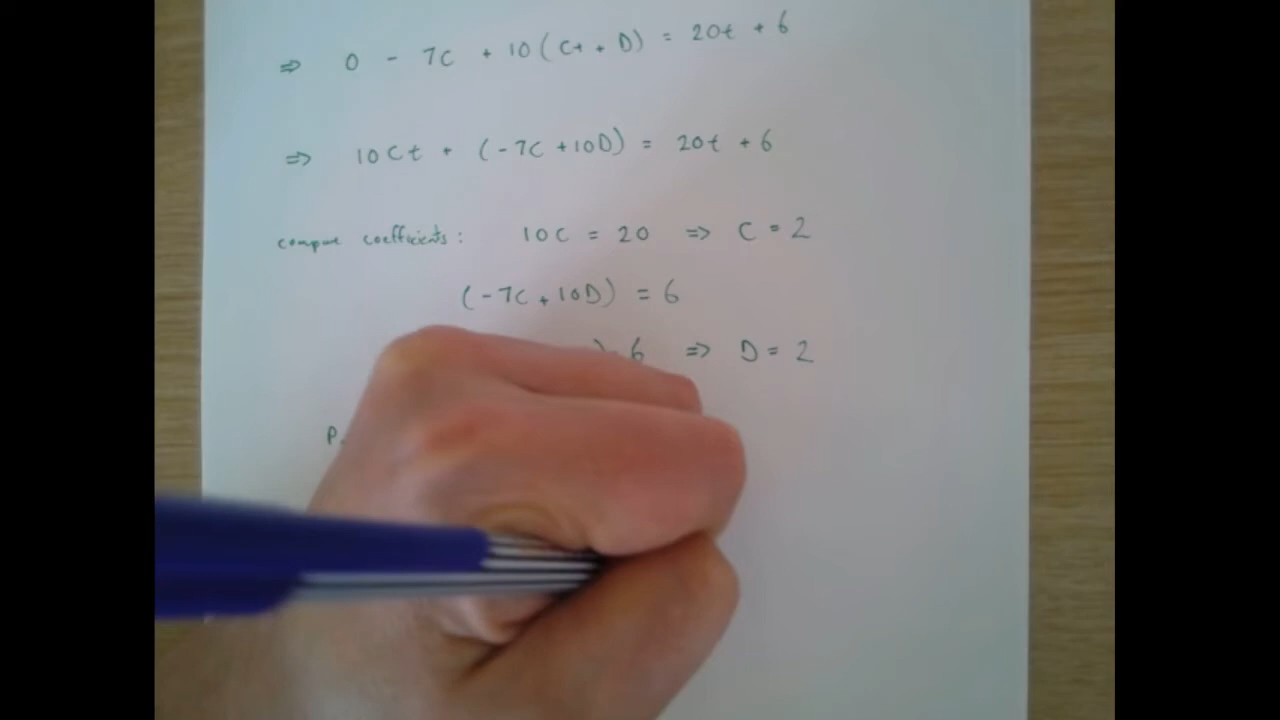 ⇒ 0 - 7C + 10(Ct + D) = 20t + 6
⇒ 10Ct + (-7C + 10D) = 20t + 6
compare coefficients: 10C = 20 ⇒ C = 2
(-7C + 10D) = 6
) = 6 ⇒ D = 2
P.